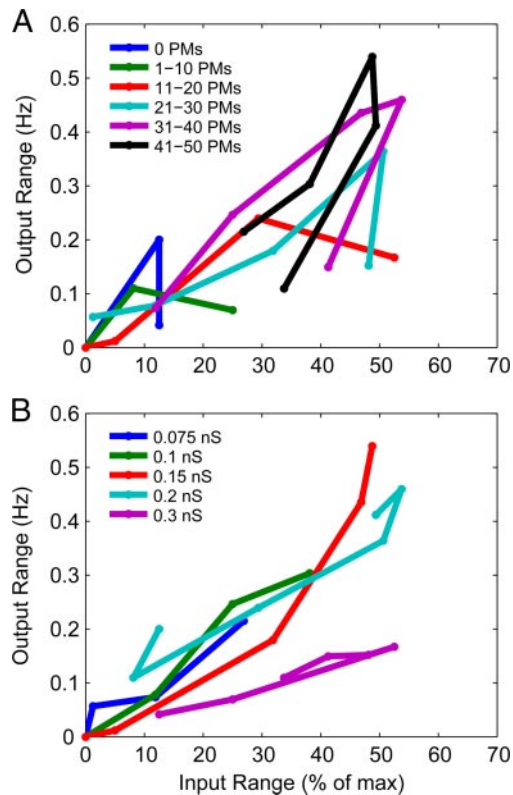 A
0.6
0.5
0.4
0.3
0.2
0.1
0
Output Range (Hz)
0 PMs
1–10 PMs
11–20 PMs
21–30 PMs
31–40 PMs
41–50 PMs
0 10 20 30 40 50 60 70
B
0.6
0.5
0.4
0.3
0.2
0.1
0
Output Range (Hz)
0.075 nS
0.1 nS
0.15 nS
0.2 nS
0.3 nS
0 10 20 30 40 50 60 70
Input Range (% of max)